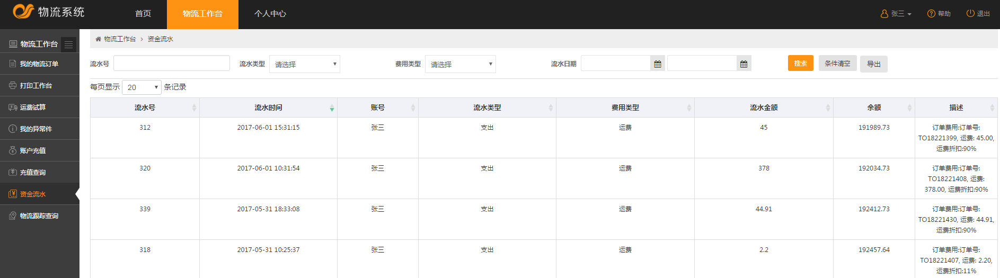 物流系统 首页 物流工作台 个人中心 张三 帮助 退出
物流工作台
我的物流订单
打印工作台
运费试算
我的异常件
账户充值
充值查询
资金流水
物流跟踪查询
物流工作台 > 资金流水
流水号 流水类型 请选择 费用类型 请选择 流水日期 搜索 条件清空 导出
每页显示 20 条记录
流水号 流水时间 账号 流水类型 费用类型 流水金额 余额 描述
312 2017-06-01 15:31:15 张三 支出 运费 45 191989.73 订单费用:订单号:
TO18221399, 运费: 45.00,
运费折扣:90%
320 2017-06-01 10:31:54 张三 支出 运费 378 192034.73 订单费用:订单号:
TO18221408, 运费:
378.00, 运费折扣:90%
339 2017-05-31 18:33:08 张三 支出 运费 44.91 192412.73 订单费用:订单号:
TO18221430, 运费: 44.91,
运费折扣:90%
318 2017-05-31 10:25:37 张三 支出 运费 2.2 192457.64 订单费用:订单号:
TO18221407, 运费: 2.20,
运费折扣:11%